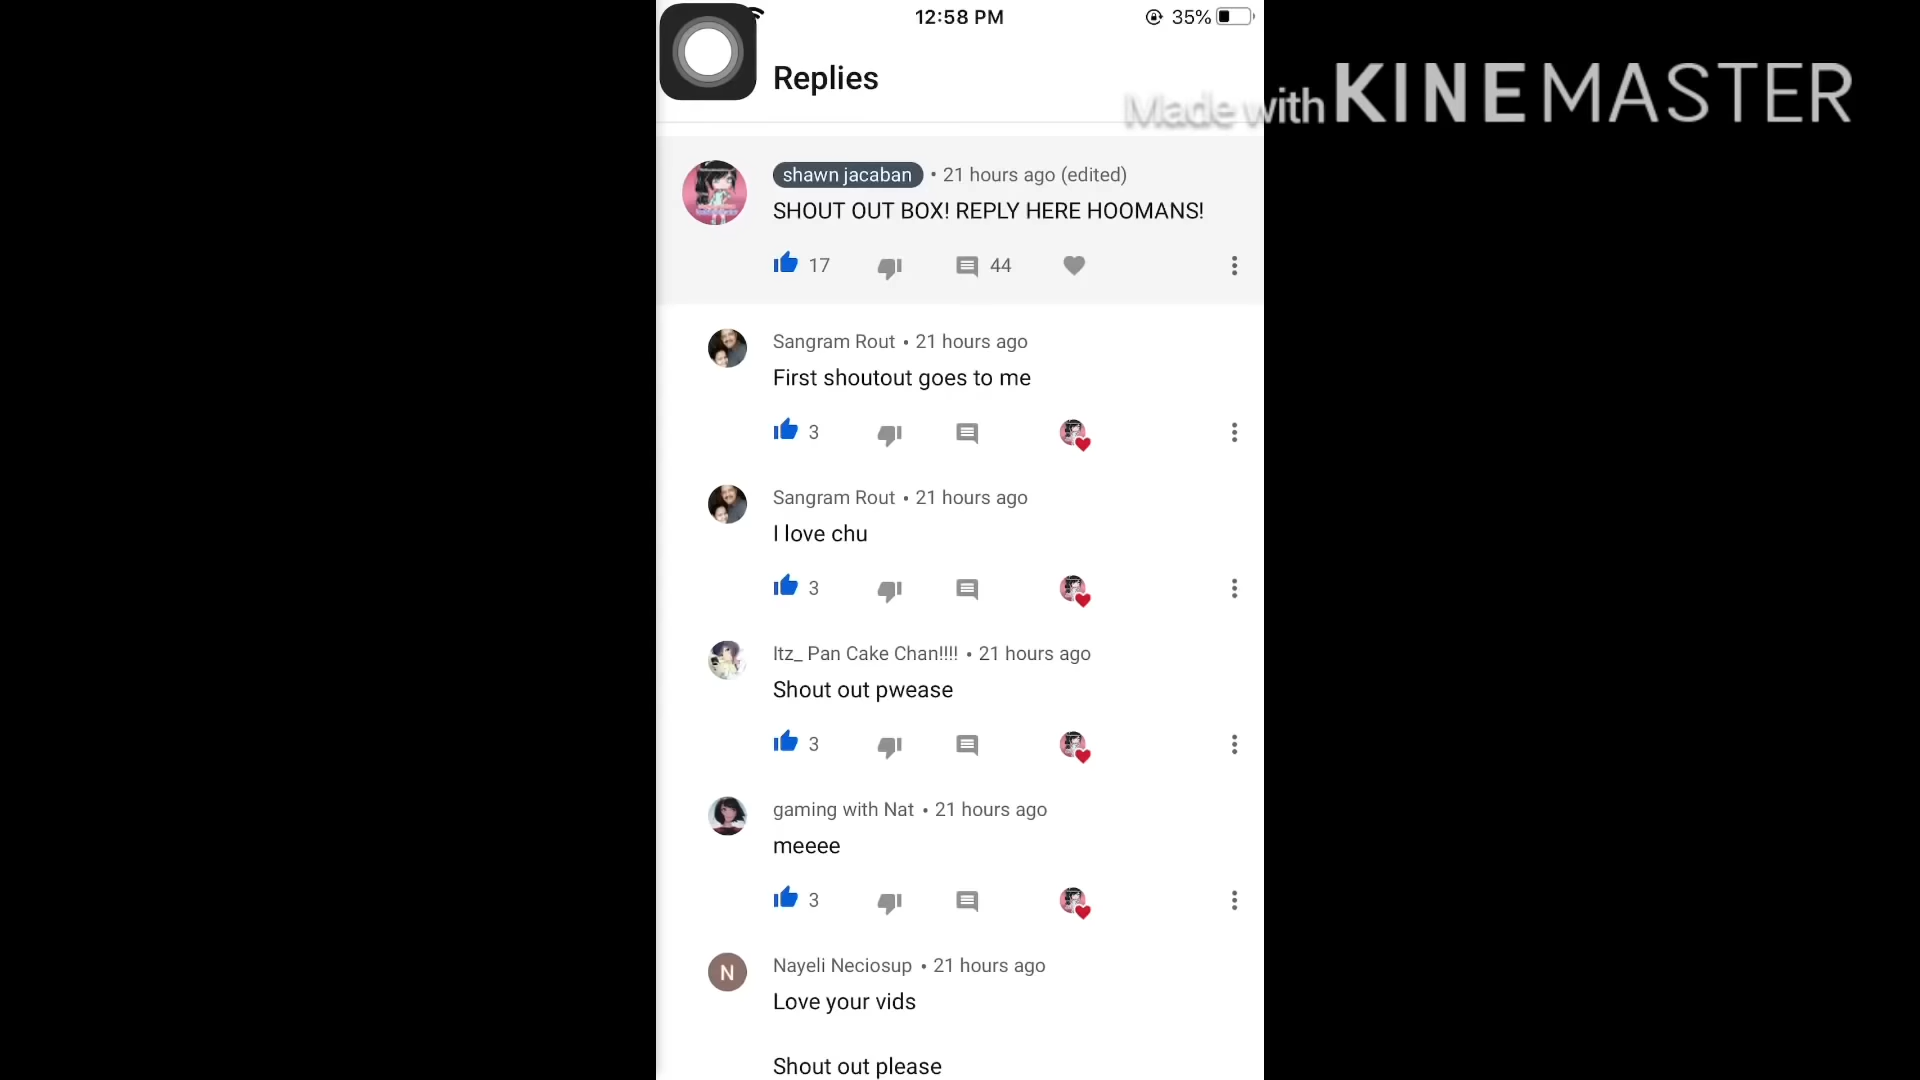 12:58 PM
35%
Replies
Made with KINEMASTER
shawn jacaban • 21 hours ago (edited)
SHOUT OUT BOX! REPLY HERE HOOMANS!
17 44
Sangram Rout • 21 hours ago
First shoutout goes to me
3
Sangram Rout • 21 hours ago
I love chu
3
Itz_ Pan Cake Chan!!!! • 21 hours ago
Shout out pwease
3
gaming with Nat • 21 hours ago
meeee
3
N
Nayeli Neciosup • 21 hours ago
Love your vids
Shout out please